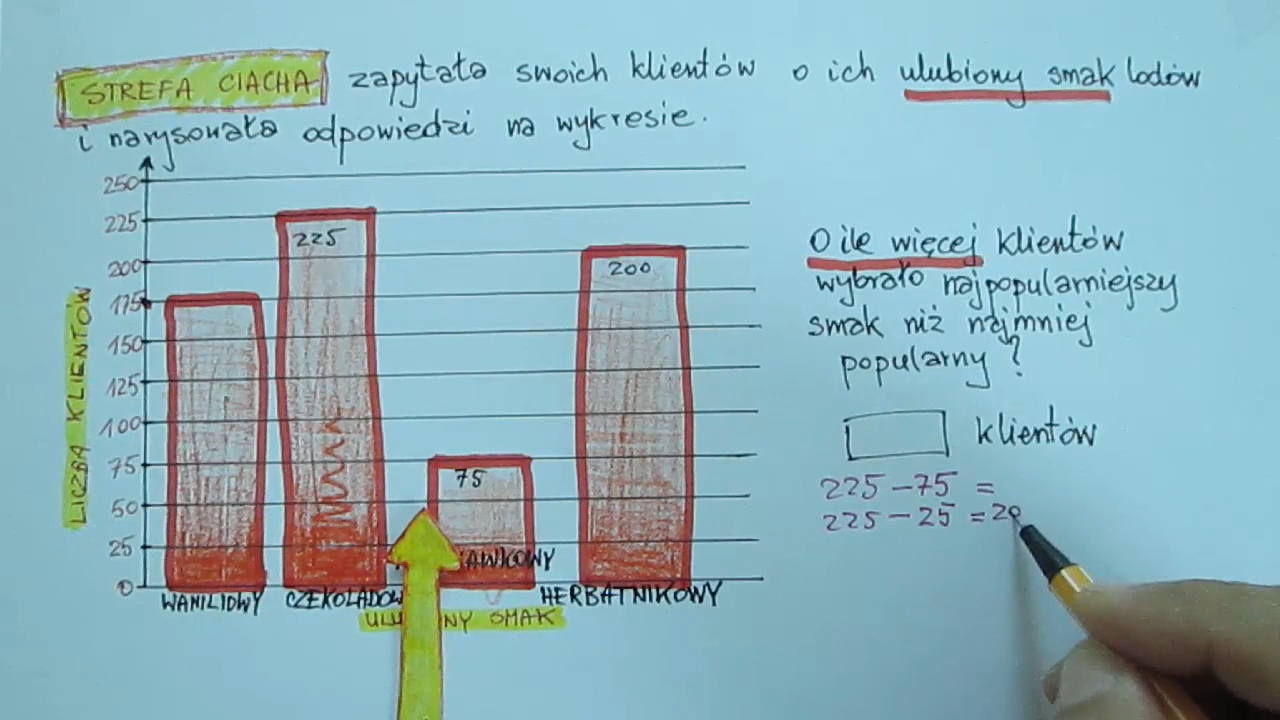 STREFA CIACHA zapytała swoich klientów o ich ulubiony smak lodów
i narysowała odpowiedzi na wykresie.
250
225
200
175
150
125
100
75
50
25
0
LICZBA KLIENTÓW
225
75
200
WANILIOWY
HERBATNIKOWY
SMAK
O ile więcej klientów
wybrało najpopularniejszy
smak niż najmniej
popularny?
klientów
225 - 75 =
225 - 25 = 20